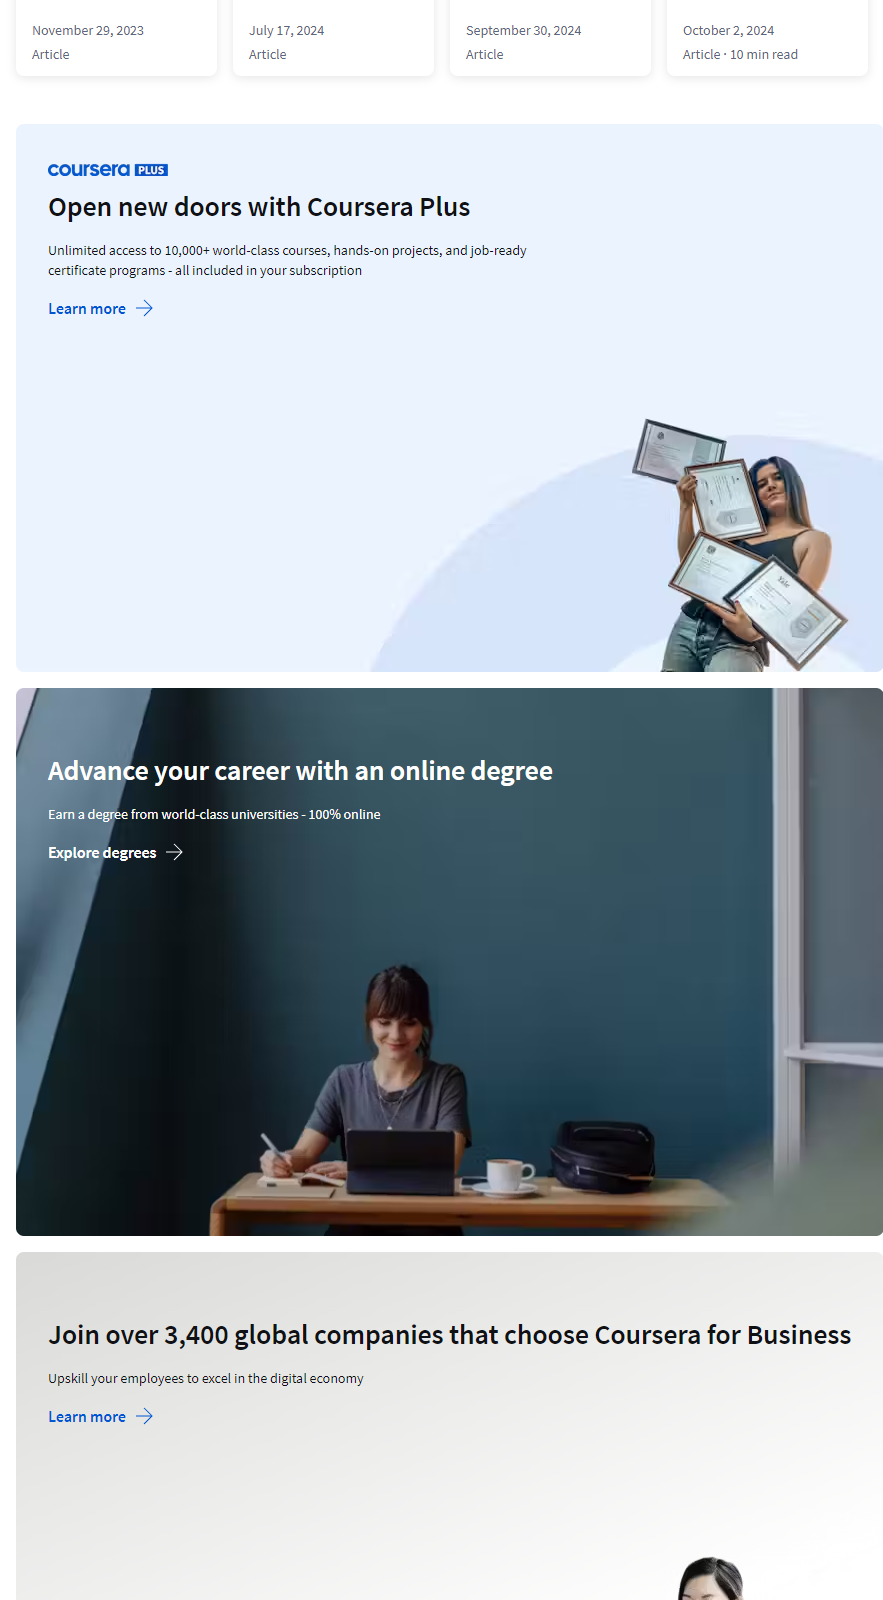 November 29, 2023
Article
July 17, 2024
Article
September 30, 2024
Article
October 2, 2024
Article · 10 min read
coursera PLUS
Open new doors with Coursera Plus
Unlimited access to 10,000+ world-class courses, hands-on projects, and job-ready
certificate programs - all included in your subscription
Learn more
Yale
Advance your career with an online degree
Earn a degree from world-class universities - 100% online
Explore degrees
Join over 3,400 global companies that choose Coursera for Business
Upskill your employees to excel in the digital economy
Learn more